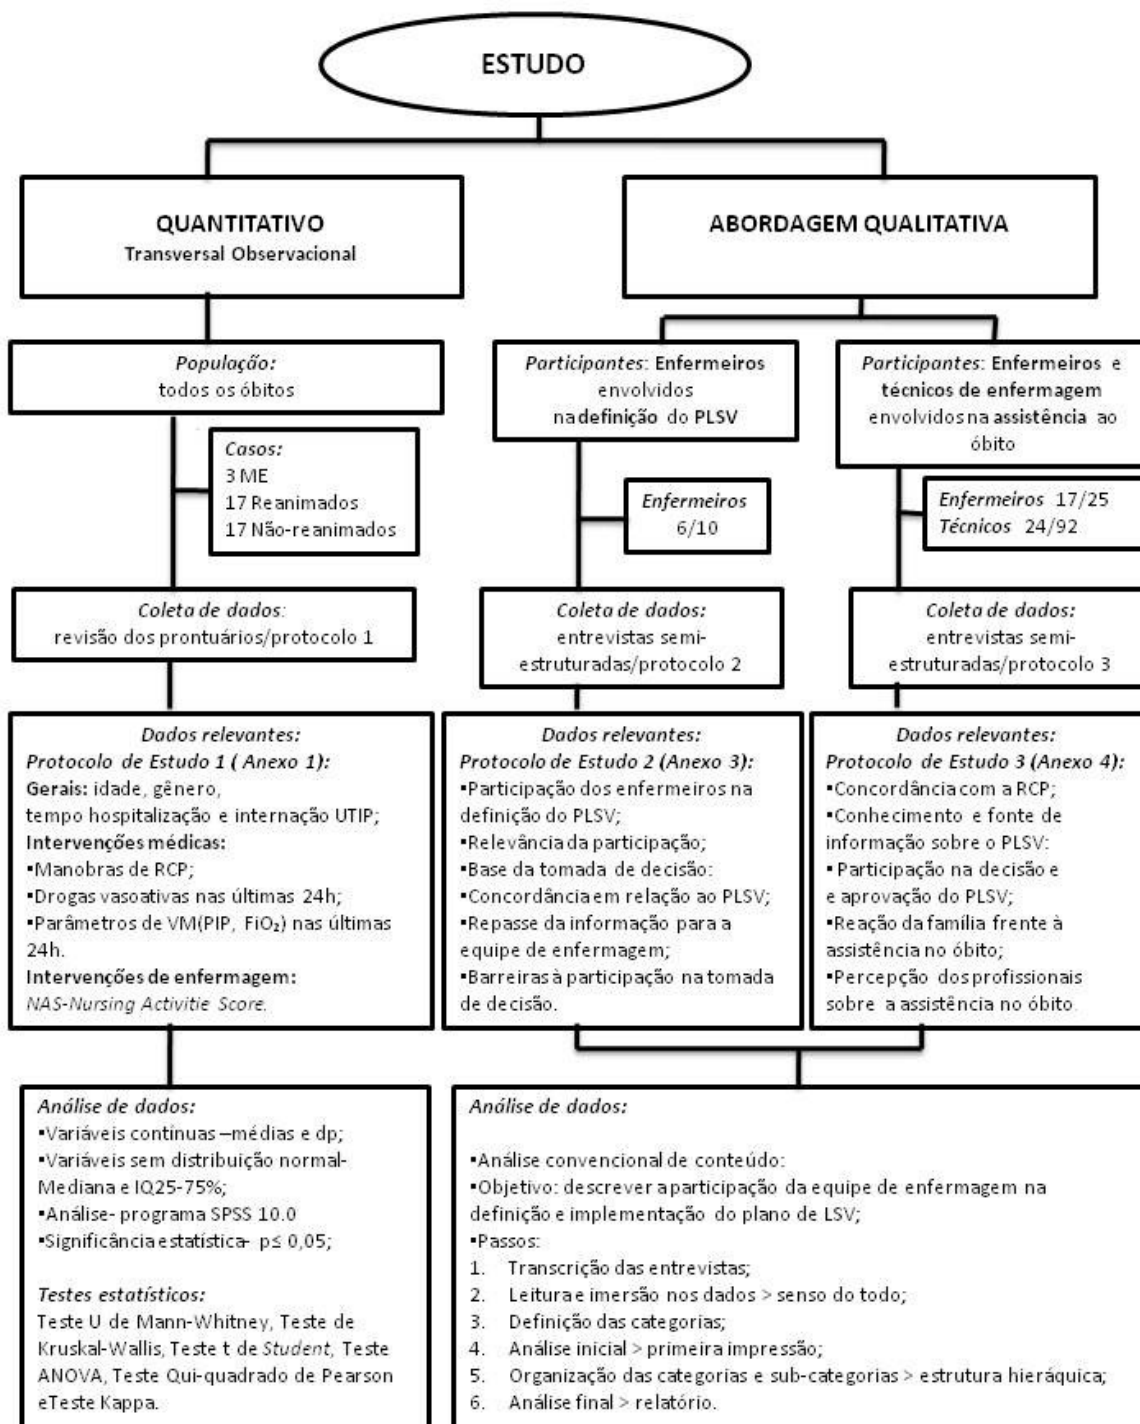 ESTUDO
QUANTITATIVO
Transversal Observacional
ABORDAGEM QUALITATIVA
População:
todos os óbitos
Participantes: Enfermeiros
envolvidos
na definição do PLSV
Participantes: Enfermeiros e
técnicos de enfermagem
envolvidos na assistência ao
óbito
Casos:
3 ME
17 Reanimados
17 Não-reanimados
Enfermeiros
6/10
Enfermeiros 17/25
Técnicos 24/92
Coleta de dados:
revisão dos prontuários/protocolo 1
Coleta de dados:
entrevistas semi-
estruturadas/protocolo 2
Coleta de dados:
entrevistas semi-
estruturadas/protocolo 3
Dados relevantes:
Protocolo de Estudo 1 ( Anexo 1):
Gerais: idade, gênero,
tempo hospitalização e internação UTIP;
Intervenções médicas:
▪Manobras de RCP;
▪Drogas vasoativas nas últimas 24h;
▪Parâmetros de VM(PIP, FiO₂) nas últimas
24h.
Intervenções de enfermagem:
NAS-Nursing Activitie Score.
Dados relevantes:
Protocolo de Estudo 2 (Anexo 3):
▪Participação dos enfermeiros na
definição do PLSV;
▪Relevância da participação;
▪Base da tomada de decisão:
▪Concordância em relação ao PLSV;
▪Repasse da informação para a
equipe de enfermagem;
▪Barreiras à participação na tomada
de decisão.
Dados relevantes:
Protocolo de Estudo 3 (Anexo 4):
▪Concordância com a RCP;
▪Conhecimento e fonte de
informação sobre o PLSV:
▪ Participação na decisão e
e aprovação do PLSV;
▪Reação da família frente à
assistência no óbito;
▪Percepção dos profissionais
sobre a assistência no óbito.
Análise de dados:
▪Variáveis contínuas –médias e dp;
▪Variáveis sem distribuição normal-
Mediana e IQ25-75%;
▪Análise- programa SPSS 10.0
▪Significância estatística- p≤ 0,05;
Testes estatísticos:
Teste U de Mann-Whitney, Teste de
Kruskal-Wallis, Teste t de Student, Teste
ANOVA, Teste Qui-quadrado de Pearson
eTeste Kappa.
Análise de dados:
▪Análise convencional de conteúdo:
▪Objetivo: descrever a participação da equipe de enfermagem na
definição e implementação do plano de LSV;
▪Passos:
1. Transcrição das entrevistas;
2. Leitura e imersão nos dados > senso do todo;
3. Definição das categorias;
4. Análise inicial > primeira impressão;
5. Organização das categorias e sub-categorias > estrutura hieráquica;
6. Análise final > relatório.